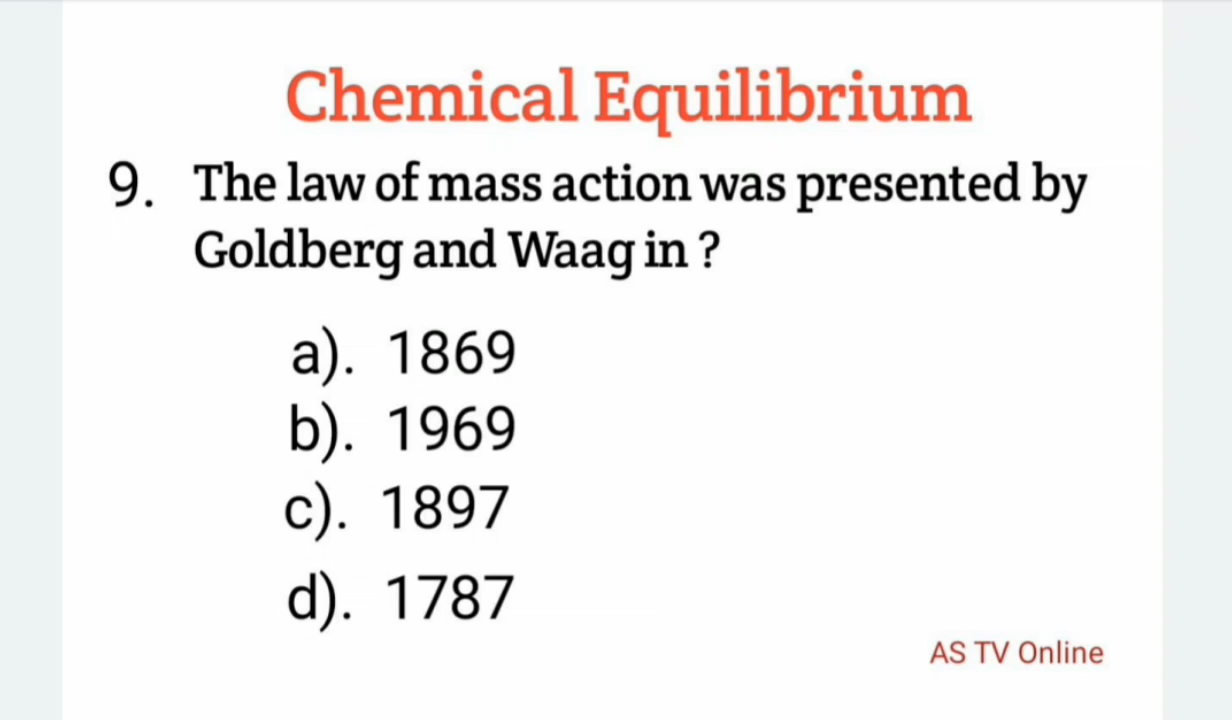 Chemical Equilibrium
9. The law of mass action was presented by
Goldberg and Waag in ?
a). 1869
b). 1969
c). 1897
d). 1787
AS TV Online